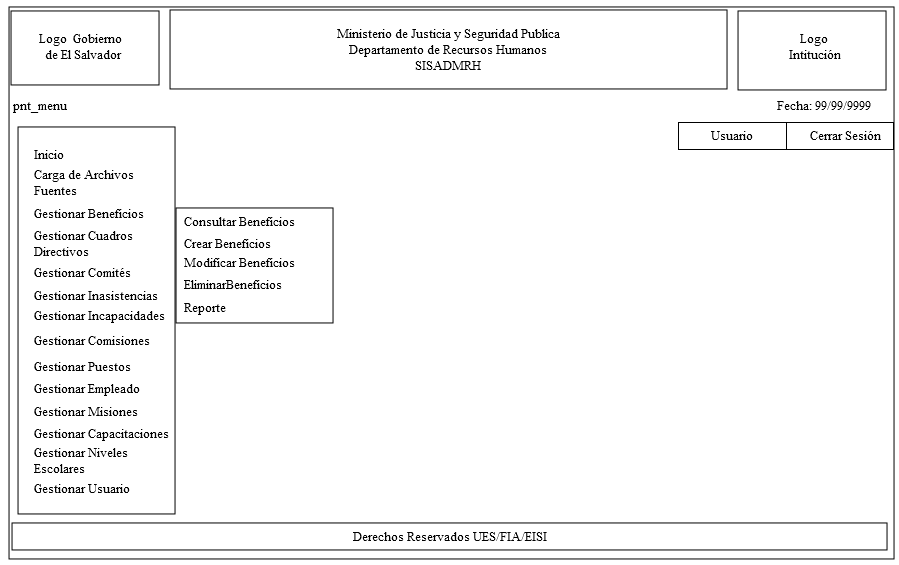 Logo Gobierno
de El Salvador
Ministerio de Justicia y Seguridad Publica
Departamento de Recursos Humanos
SISADMRH
Logo
Intitución
pnt_menu
Fecha: 99/99/9999
Usuario
Cerrar Sesión
Inicio
Carga de Archivos
Fuentes
Gestionar Beneficios
Gestionar Cuadros
Directivos
Gestionar Comités
Gestionar Inasistencias
Gestionar Incapacidades
Gestionar Comisiones
Gestionar Puestos
Gestionar Empleado
Gestionar Misiones
Gestionar Capacitaciones
Gestionar Niveles
Escolares
Gestionar Usuario
Consultar Beneficios
Crear Beneficios
Modificar Beneficios
EliminarBeneficios
Reporte
Derechos Reservados UES/FIA/EISI